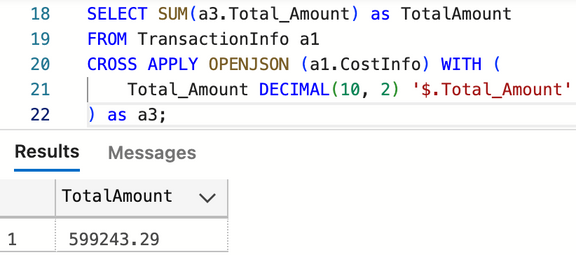 18 SELECT SUM(a3.Total_Amount) as TotalAmount
19 FROM TransactionInfo a1
20 CROSS APPLY OPENJSON (a1.CostInfo) WITH (
21 Total_Amount DECIMAL(10, 2) '$.Total_Amount'
22 ) as a3;
Results Messages
TotalAmount
1 599243.29